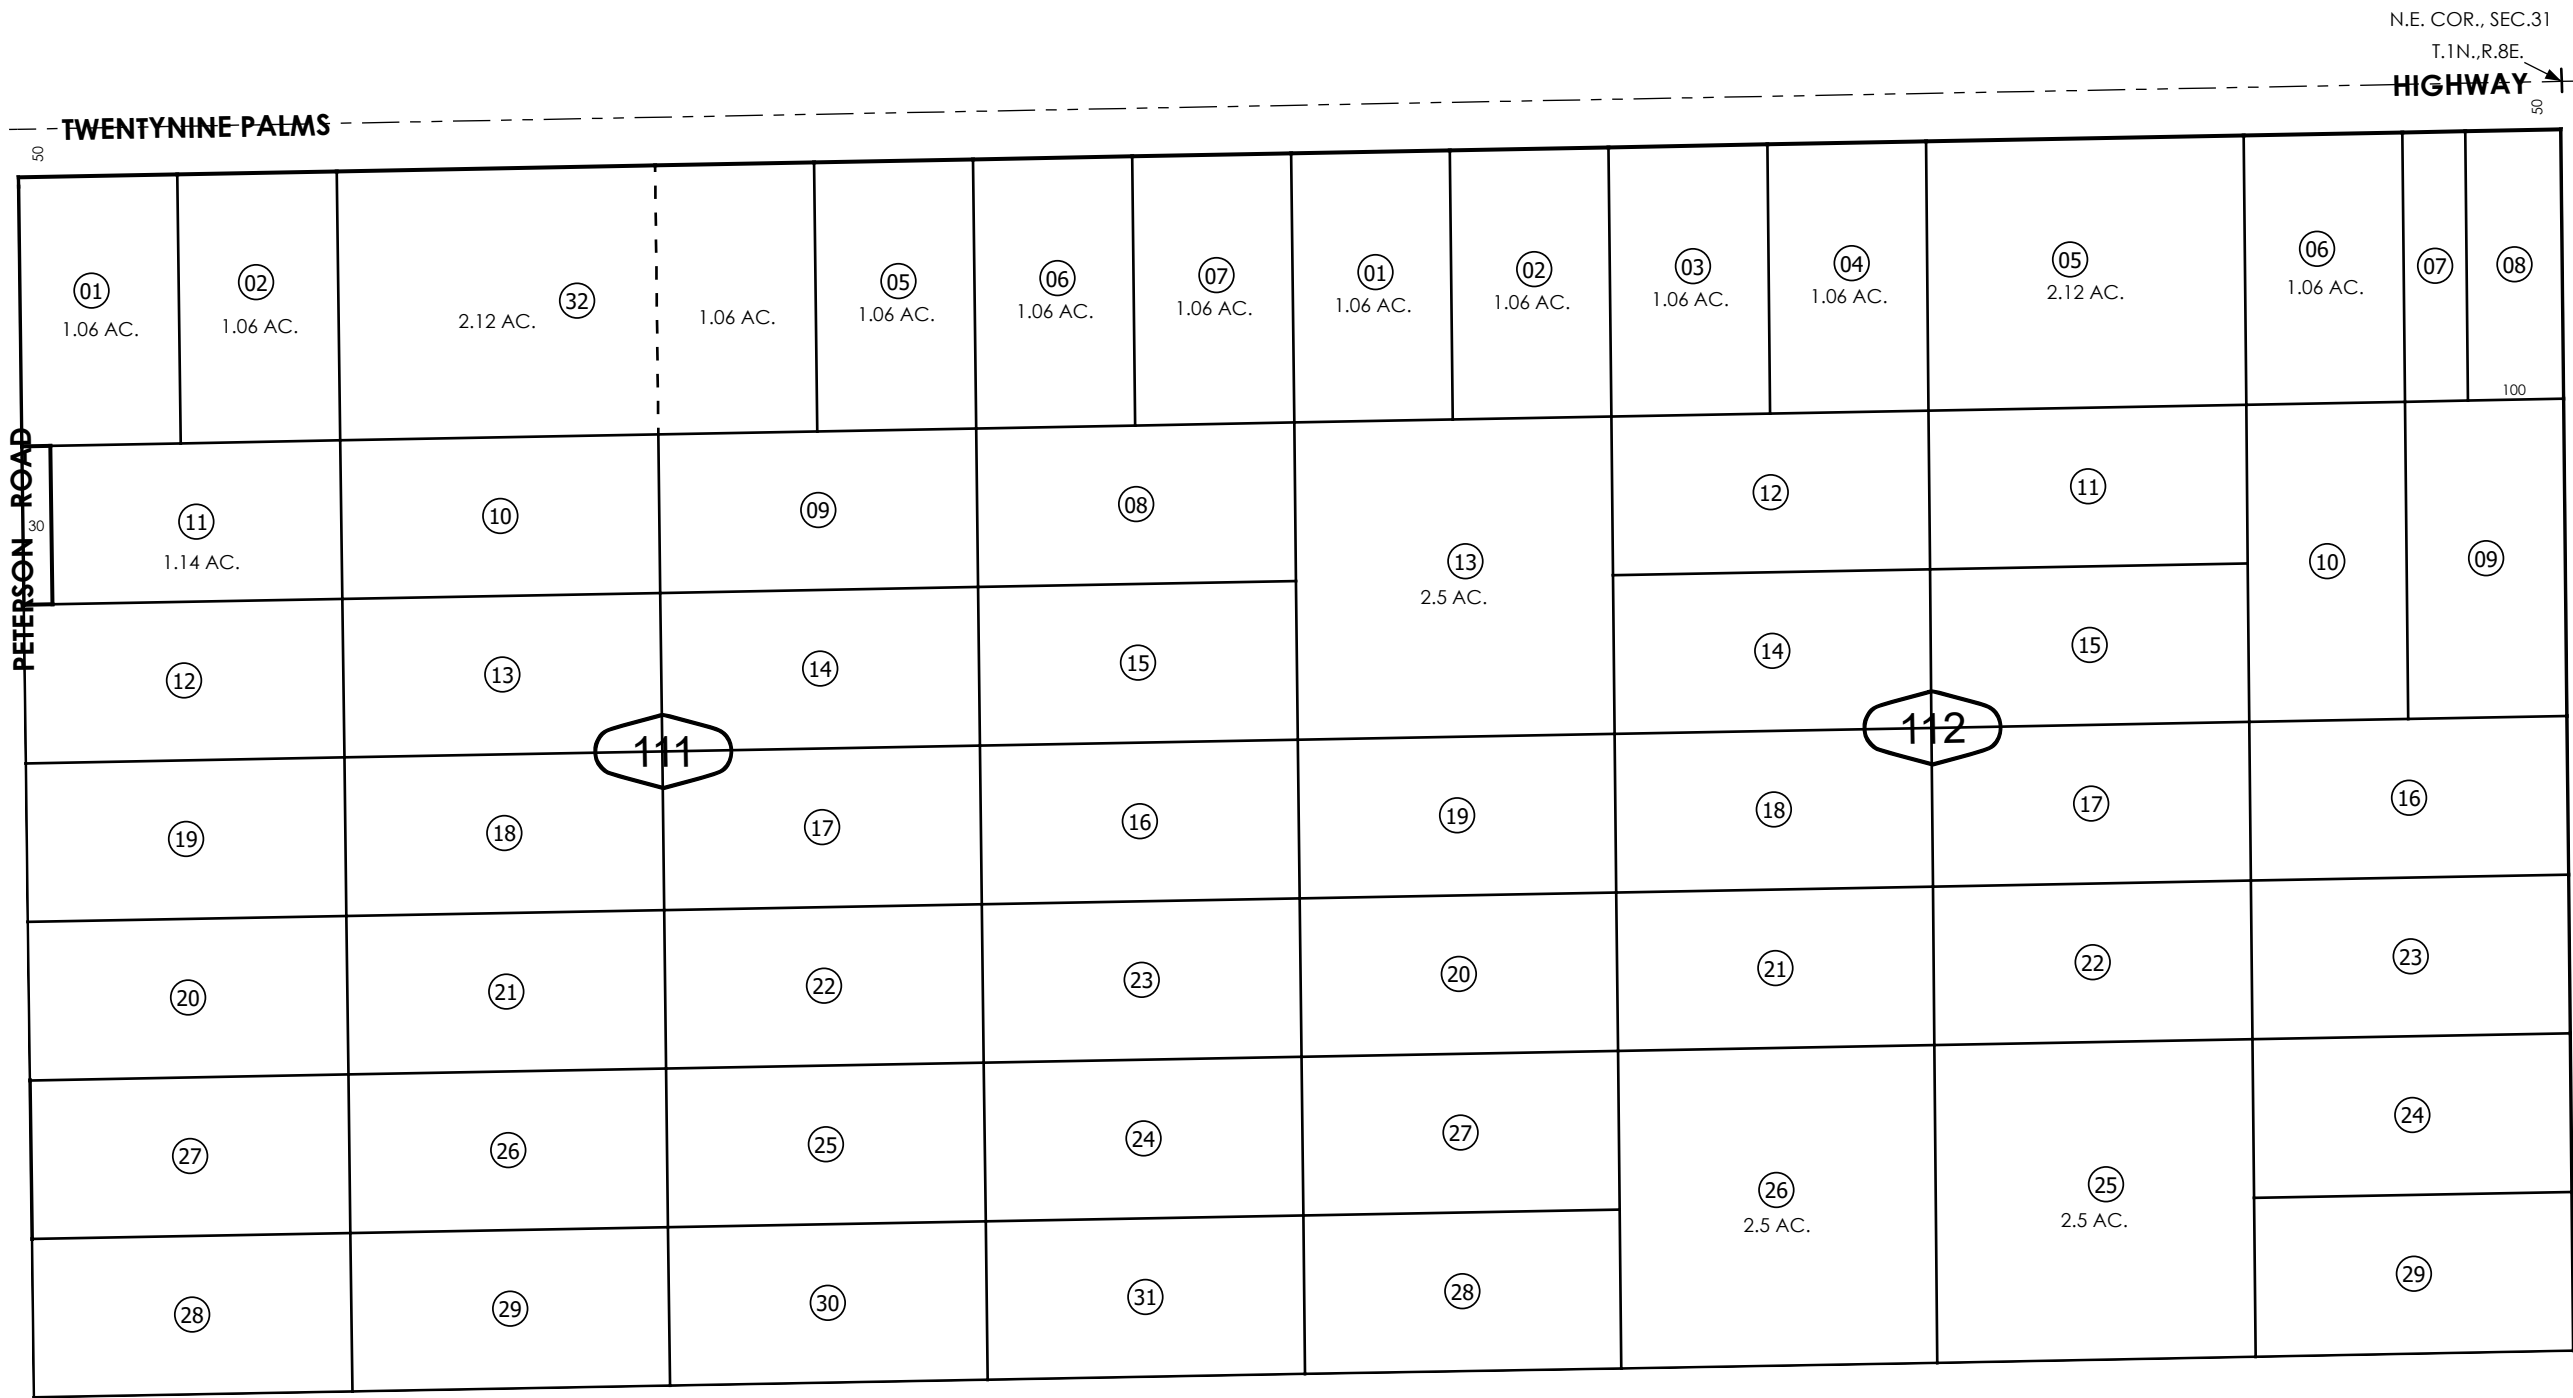 N.E. COR., SEC.31
T.1N.,R.8E.
TWENTYNINE PALMS
HIGHWAY
50
50
01
1.06 AC.
02
1.06 AC.
2.12 AC.
32
1.06 AC.
05
1.06 AC.
06
1.06 AC.
07
1.06 AC.
01
1.06 AC.
02
1.06 AC.
03
1.06 AC.
04
1.06 AC.
05
2.12 AC.
06
1.06 AC.
07
08
100
PETERSON ROAD
30
11
1.14 AC.
10
09
08
13
2.5 AC.
12
11
10
09
12
13
14
15
14
15
111
112
19
18
17
16
19
18
17
16
20
21
22
23
20
21
22
23
27
26
25
24
27
26
2.5 AC.
25
2.5 AC.
24
28
29
30
31
28
29